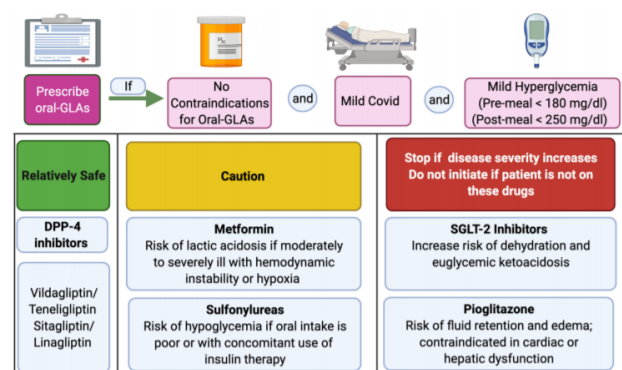 Rx
Prescribe
oral-GLAs
If
No
Contraindications
for Oral-GLAs
and
Mild Covid
and
Mild Hyperglycemia
(Pre-meal < 180 mg/dl)
(Post-meal < 250 mg/dl)
Relatively Safe
Caution
Stop if disease severity increases
Do not initiate if patient is not on
these drugs
DPP-4
inhibitors
Metformin
Risk of lactic acidosis if moderately
to severely ill with hemodynamic
instability or hypoxia
SGLT-2 Inhibitors
Increase risk of dehydration and
euglycemic ketoacidosis
Vildagliptin/
Teneligliptin
Sitagliptin/
Linagliptin
Sulfonylureas
Risk of hypoglycemia if oral intake is
poor or with concomitant use of
insulin therapy
Pioglitazone
Risk of fluid retention and edema;
contraindicated in cardiac or
hepatic dysfunction